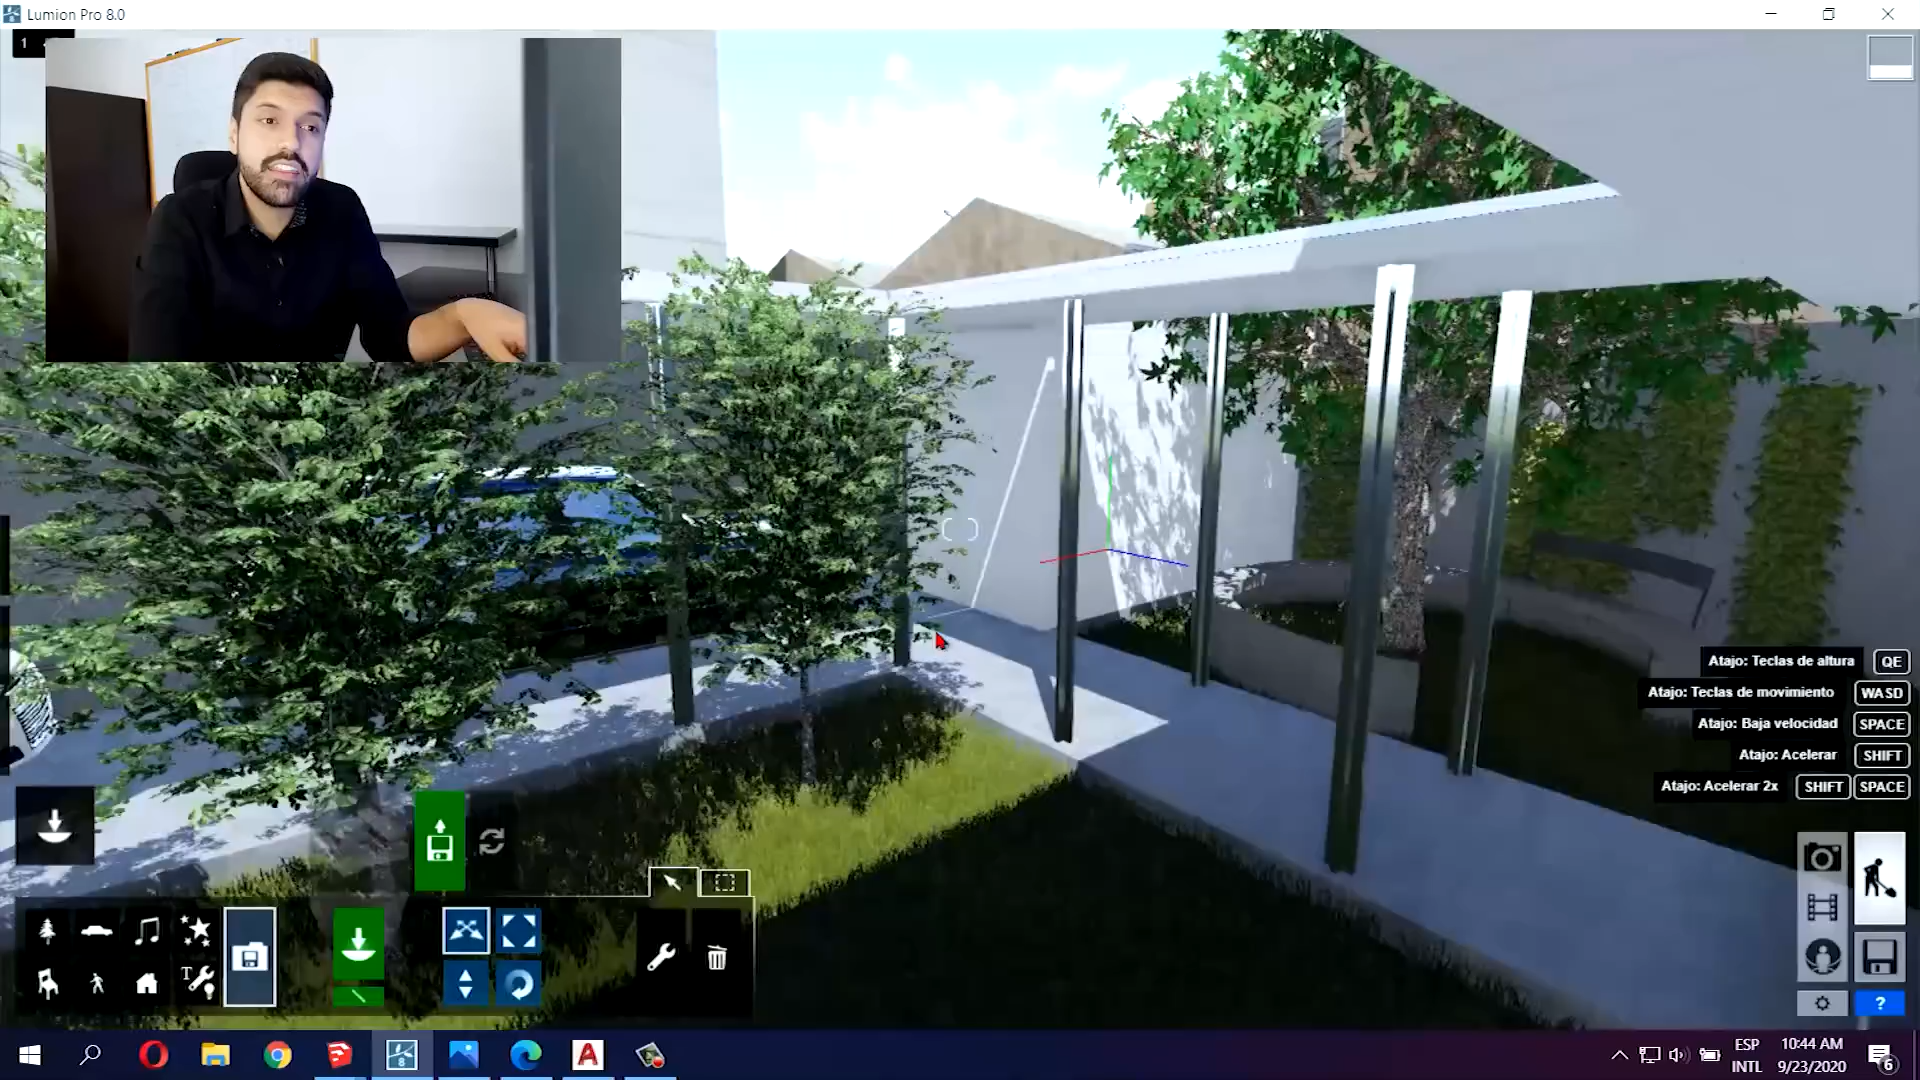 Lumion Pro 8.0
1
Atajo: Teclas de altura QE
Atajo: Teclas de movimiento WASD
Atajo: Baja velocidad SPACE
Atajo: Acelerar SHIFT
Atajo: Acelerar 2x SHIFT SPACE
T
?
8
A
ESP
INTL
10:44 AM
9/23/2020
6